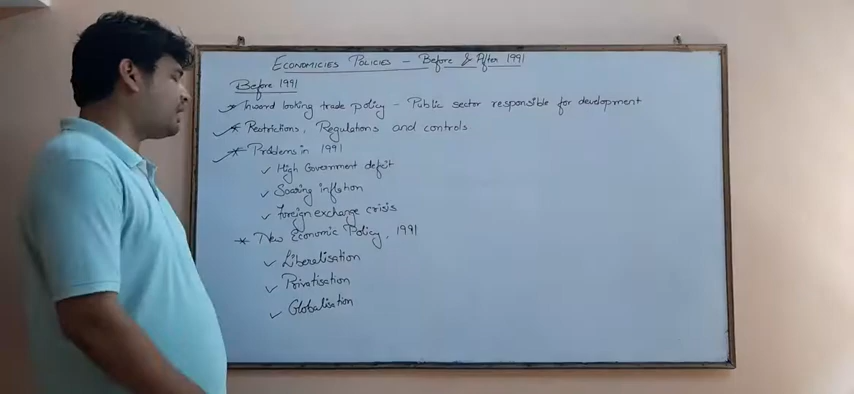 Economicies Policies - Before & After 1991
Before 1991
* Inward looking trade policy - Public sector responsible for development
* Restrictions, Regulations and controls
* Problems in 1991
✓ High Government deficit
✓ Soaring inflation
✓ Foreign exchange crisis
* New Economic Policy, 1991
✓ Liberalisation
✓ Privatisation
✓ Globalisation